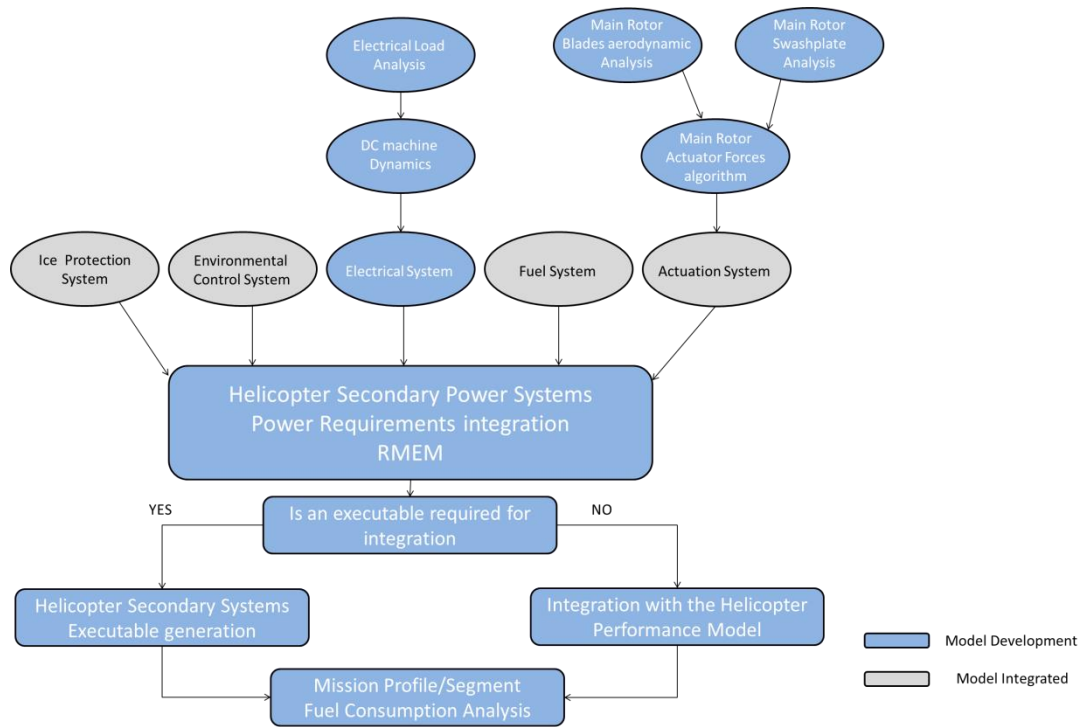 Electrical Load
Analysis
Main Rotor
Blades aerodynamic
Analysis
Main Rotor
Swashplate
Analysis
DC machine
Dynamics
Main Rotor
Actuator Forces
algorithm
Ice Protection
System
Environmental
Control System
Electrical System
Fuel System
Actuation System
Helicopter Secondary Power Systems
Power Requirements integration
RMEM
YES
Is an executable required for
integration
NO
Helicopter Secondary Systems
Executable generation
Integration with the Helicopter
Performance Model
Mission Profile/Segment
Fuel Consumption Analysis
Model Development
Model Integrated